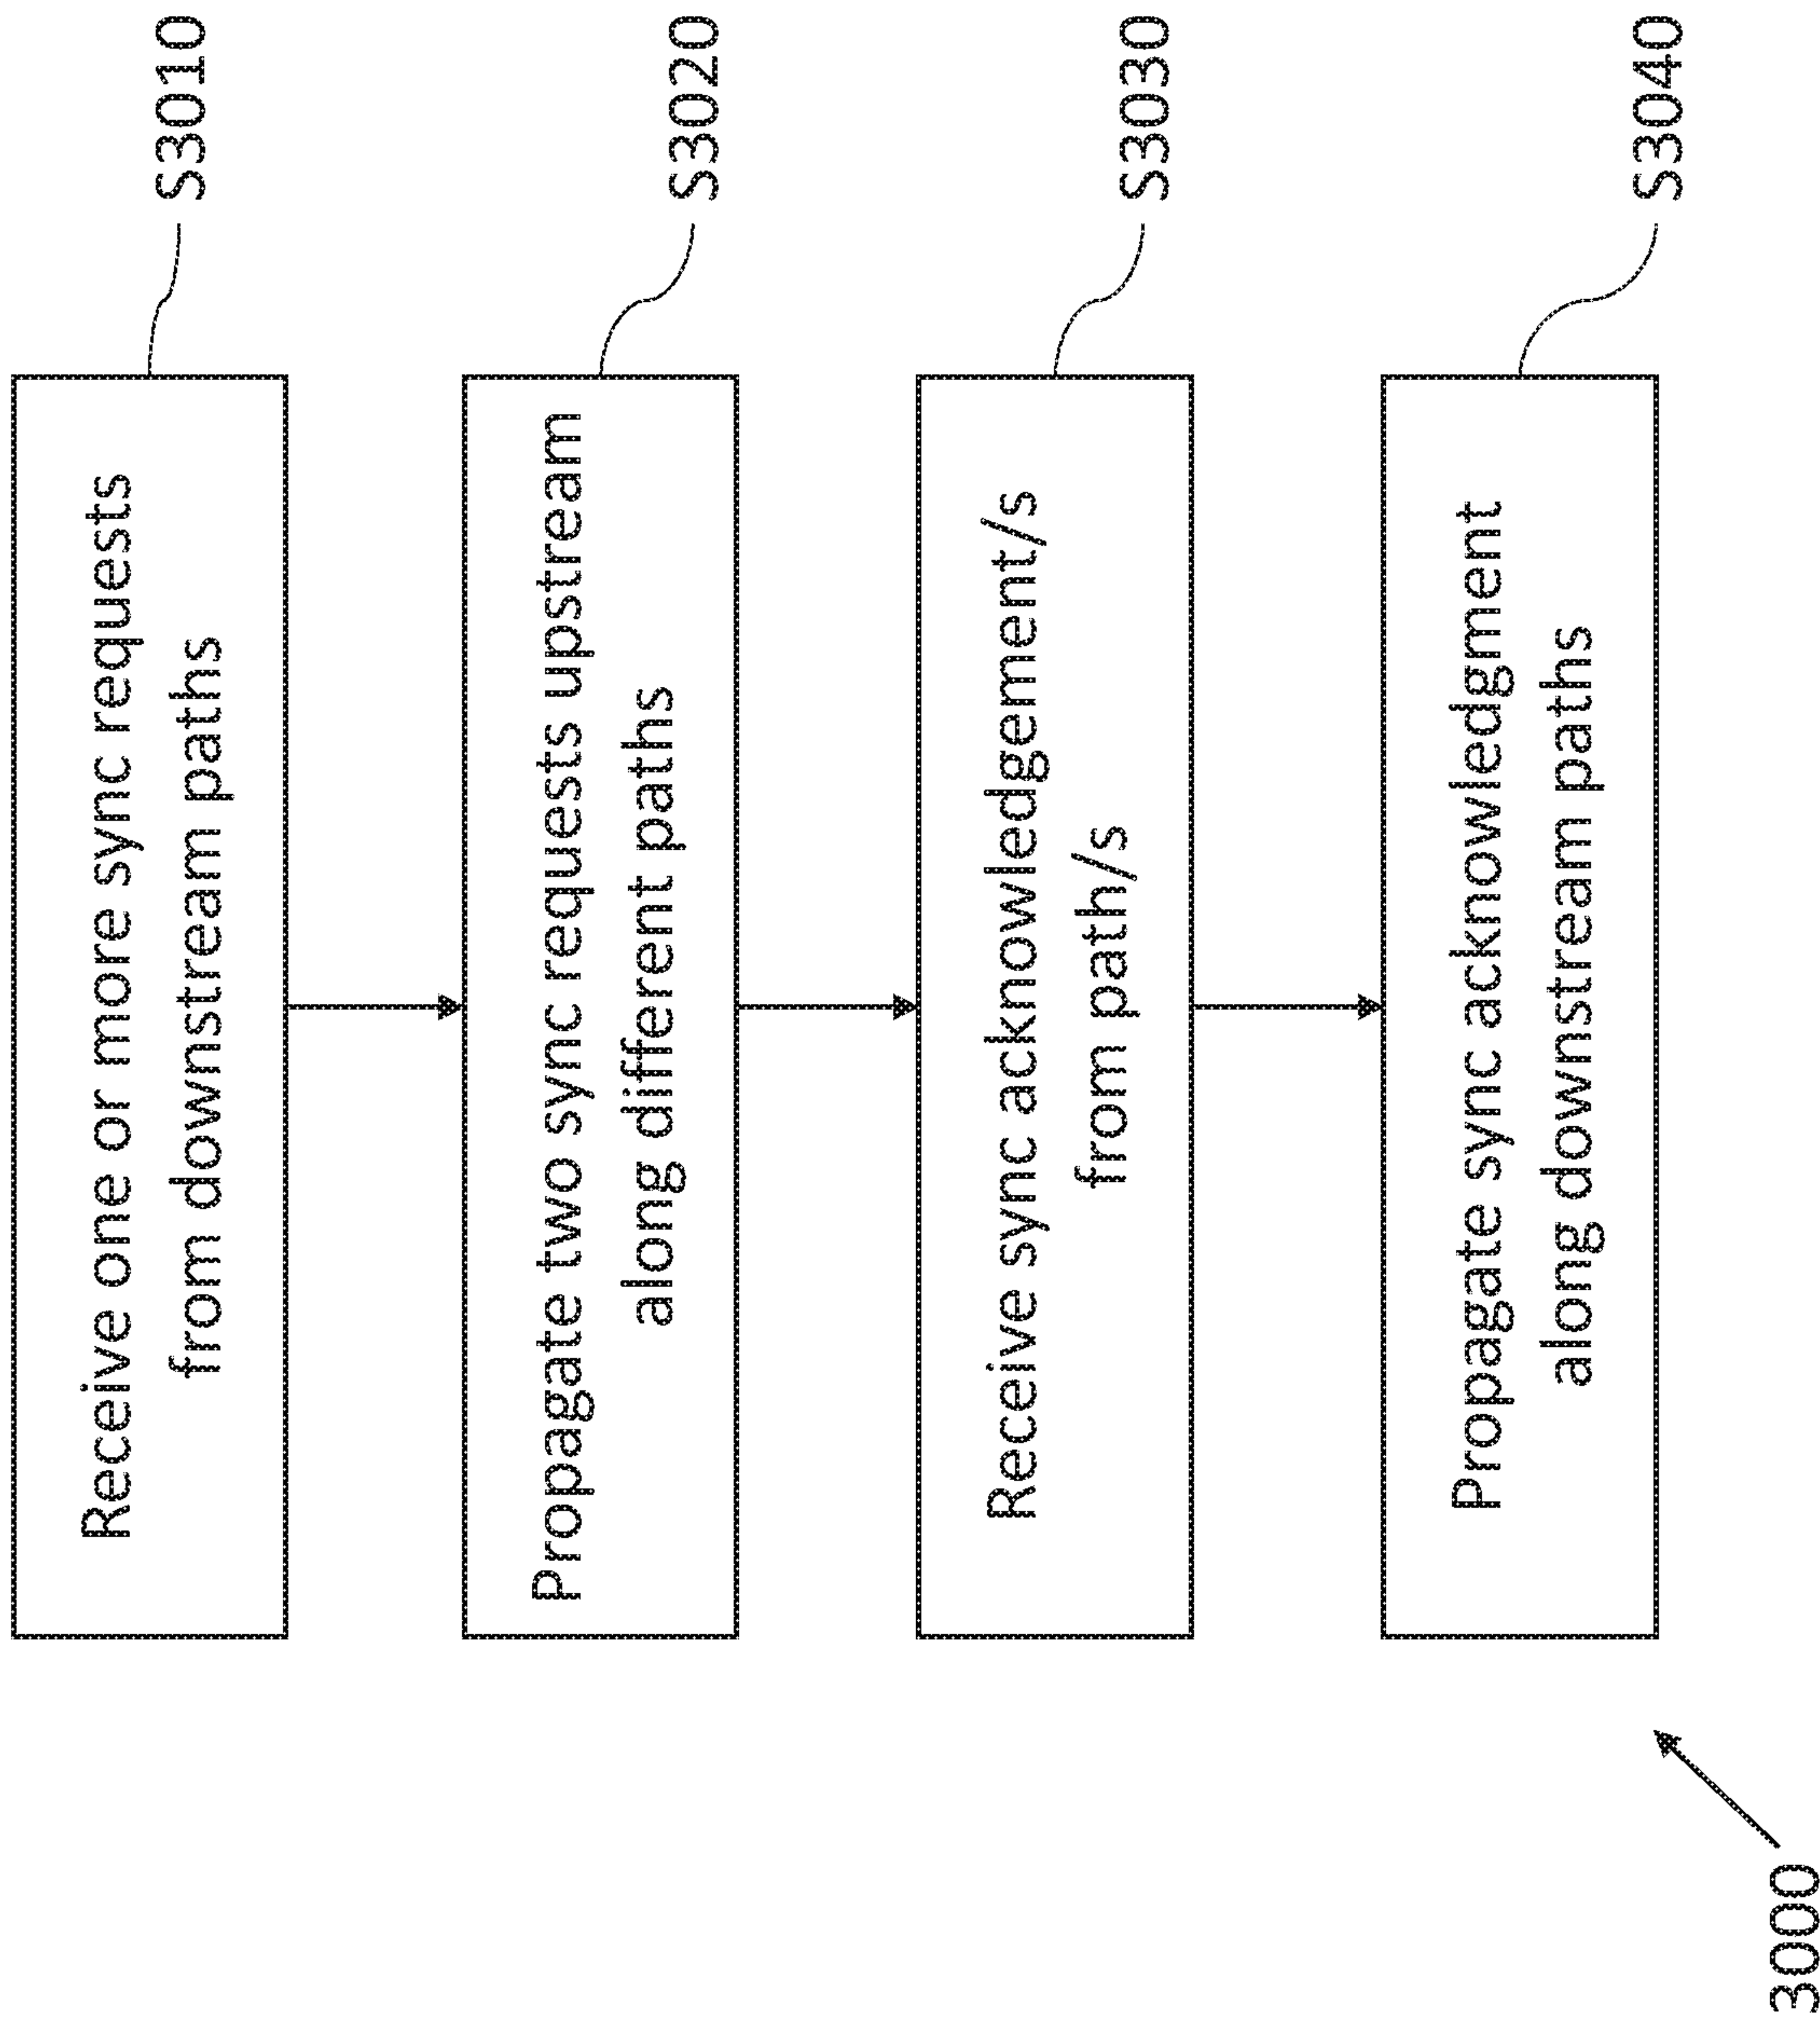 Receive one or more sync requests
from downstream paths
S3010
Propagate two sync requests upstream
along different paths
S3020
Receive sync acknowledgement/s
from path/s
S3030
Propagate sync acknowledgment
along downstream paths
S3040
3000